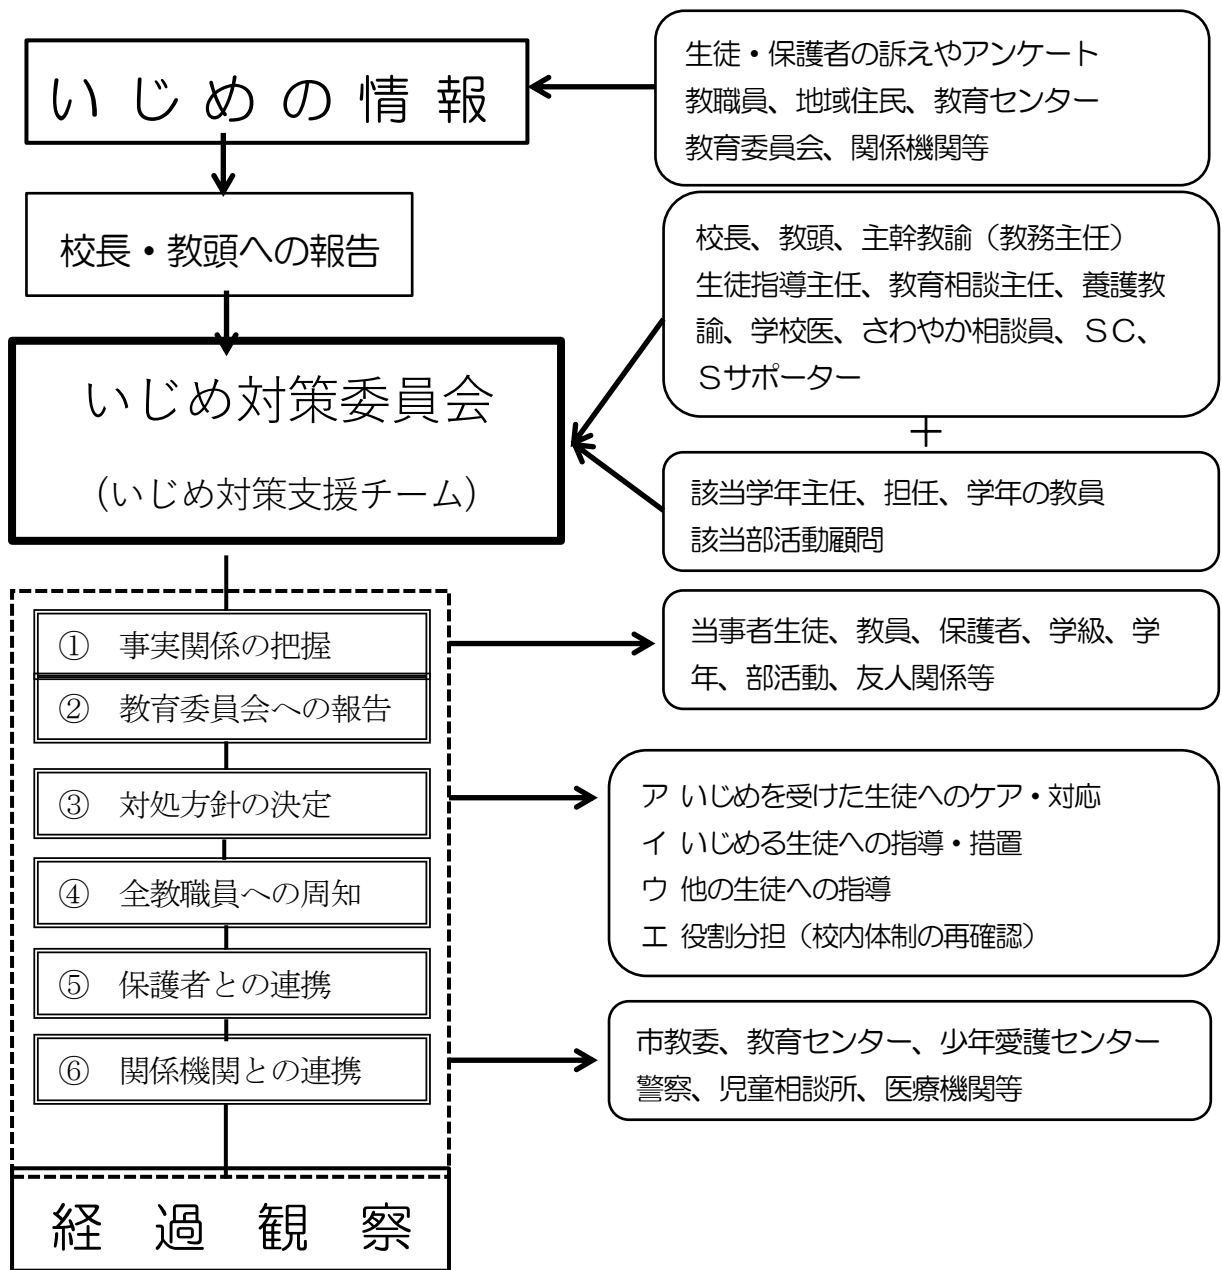 いじめの情報
生徒・保護者の訴えやアンケート
教職員、地域住民、教育センター
教育委員会、関係機関等
校長・教頭への報告
校長、教頭、主幹教諭（教務主任）
生徒指導主任、教育相談主任、養護教
諭、学校医、さわやか相談員、ＳＣ、
Ｓサポーター
＋
いじめ対策委員会
(いじめ対策支援チーム)
該当学年主任、担任、学年の教員
該当部活動顧問
① 事実関係の把握
当事者生徒、教員、保護者、学級、学
年、部活動、友人関係等
② 教育委員会への報告
③ 対処方針の決定
ア いじめを受けた生徒へのケア・対応
イ いじめる生徒への指導・措置
ウ 他の生徒への指導
エ 役割分担（校内体制の再確認）
④ 全教職員への周知
⑤ 保護者との連携
⑥ 関係機関との連携
市教委、教育センター、少年愛護センター
警察、児童相談所、医療機関等
経過観察